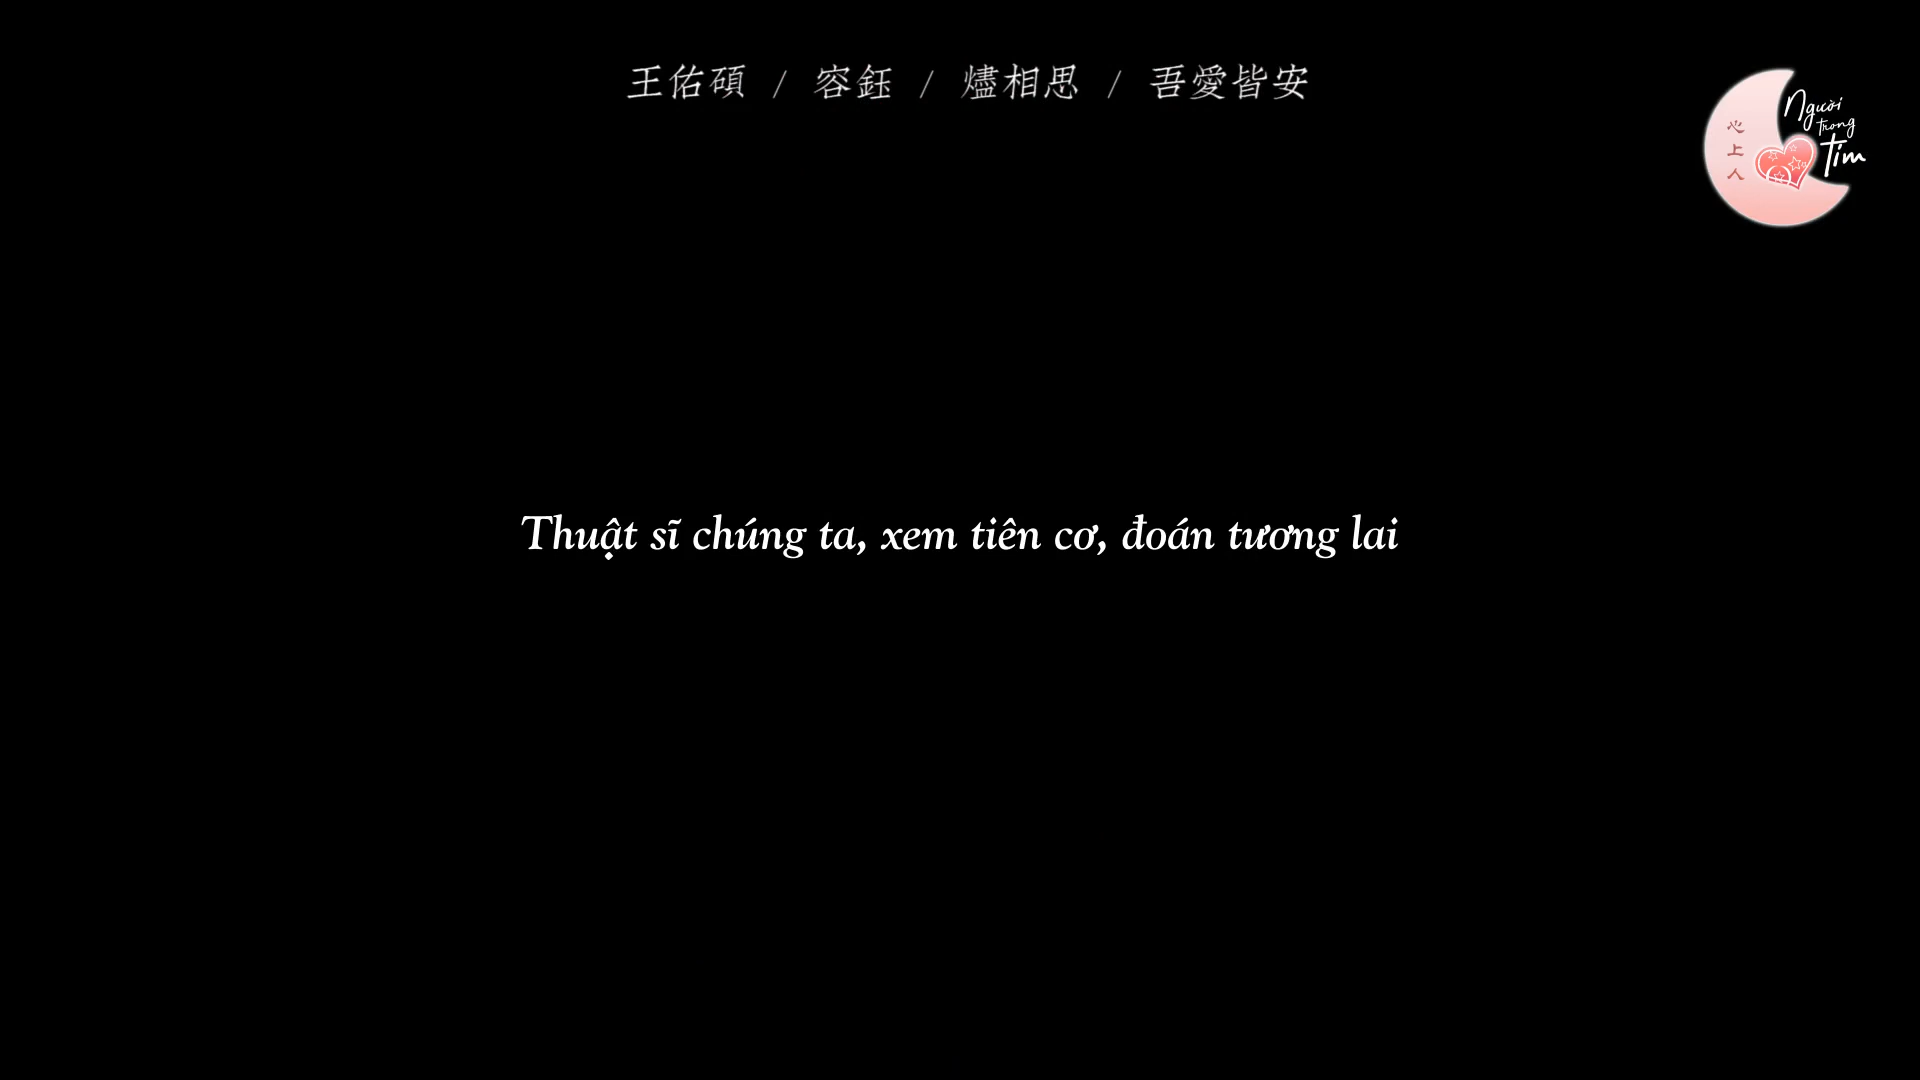 王佑碩 / 容鈺 / 燼相思 / 吾愛皆安
心上人
Người
trong
Tim
Thuật sĩ chúng ta, xem tiên cơ, đoán tương lai